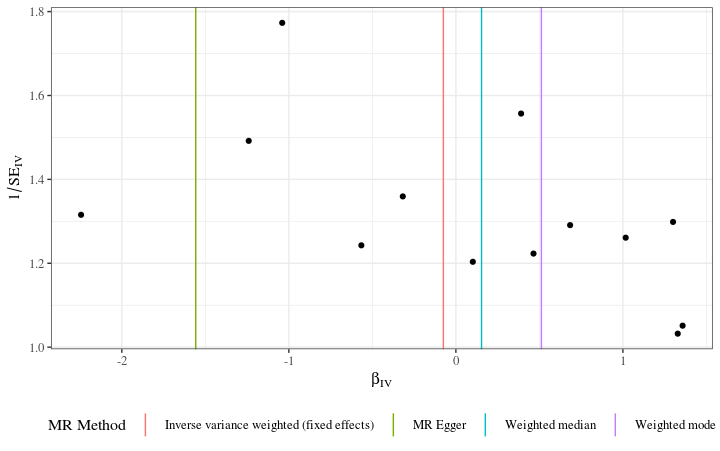 1.8
1.6
1.4
1.2
1.0
1/SE_IV
-2
-1
0
1
β_IV
MR Method
Inverse variance weighted (fixed effects)
MR Egger
Weighted median
Weighted mode